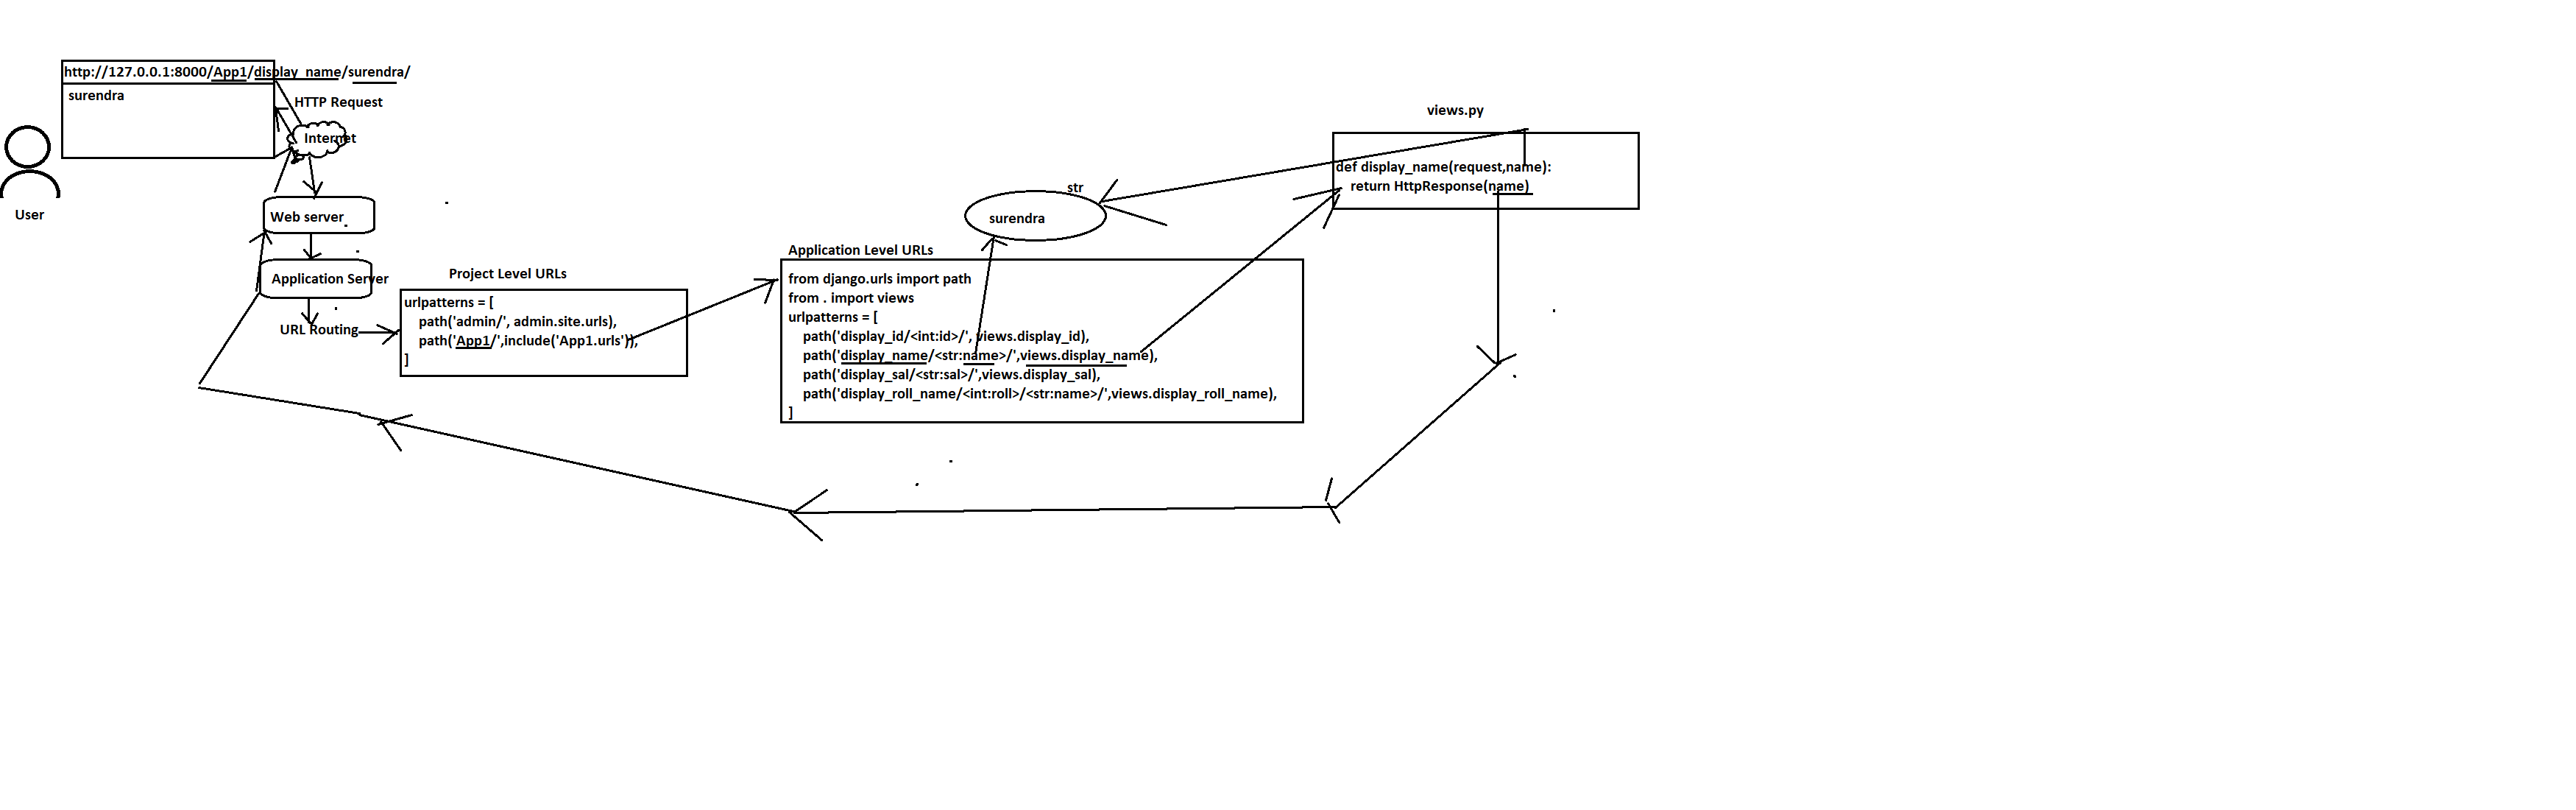 http://127.0.0.1:8000/App1/display_name/surendra/
surendra
HTTP Request
Internet
User
Web server
Application Server
URL Routing
Project Level URLs
urlpatterns = [
path('admin/', admin.site.urls),
path('App1/',include('App1.urls')),
]
Application Level URLs
from django.urls import path
from . import views
urlpatterns = [
path('display_id/<int:id>/', views.display_id),
path('display_name/<str:name>/',views.display_name),
path('display_sal/<str:sal>/',views.display_sal),
path('display_roll_name/<int:roll>/<str:name>/',views.display_roll_name),
]
str
surendra
views.py
def display_name(request,name):
return HttpResponse(name)